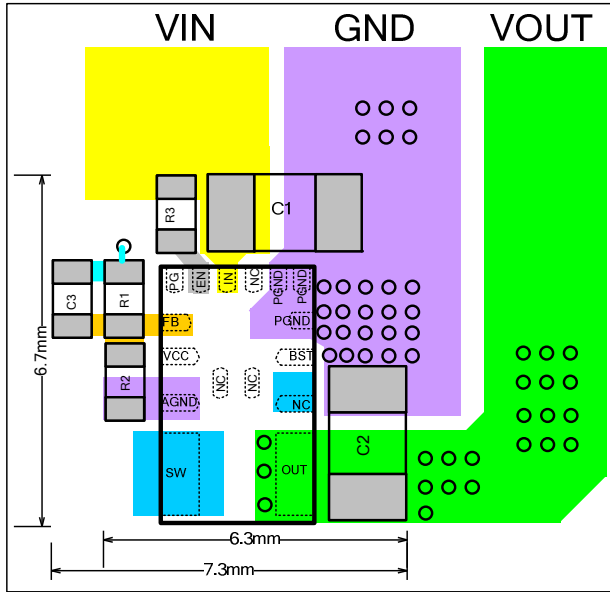 VIN GND VOUT
R3
C1
PG EN IN NC PGND PGND
C3 R1
FB PGND
VCC BST
R2
NC NC
AGND NC
SW OUT
C2
6.7mm
6.3mm
7.3mm